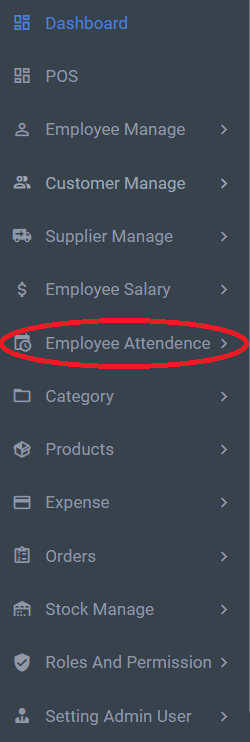 Dashboard
POS
Employee Manage
Customer Manage
Supplier Manage
Employee Salary
Employee Attendence
Category
Products
Expense
Orders
Stock Manage
Roles And Permission
Setting Admin User